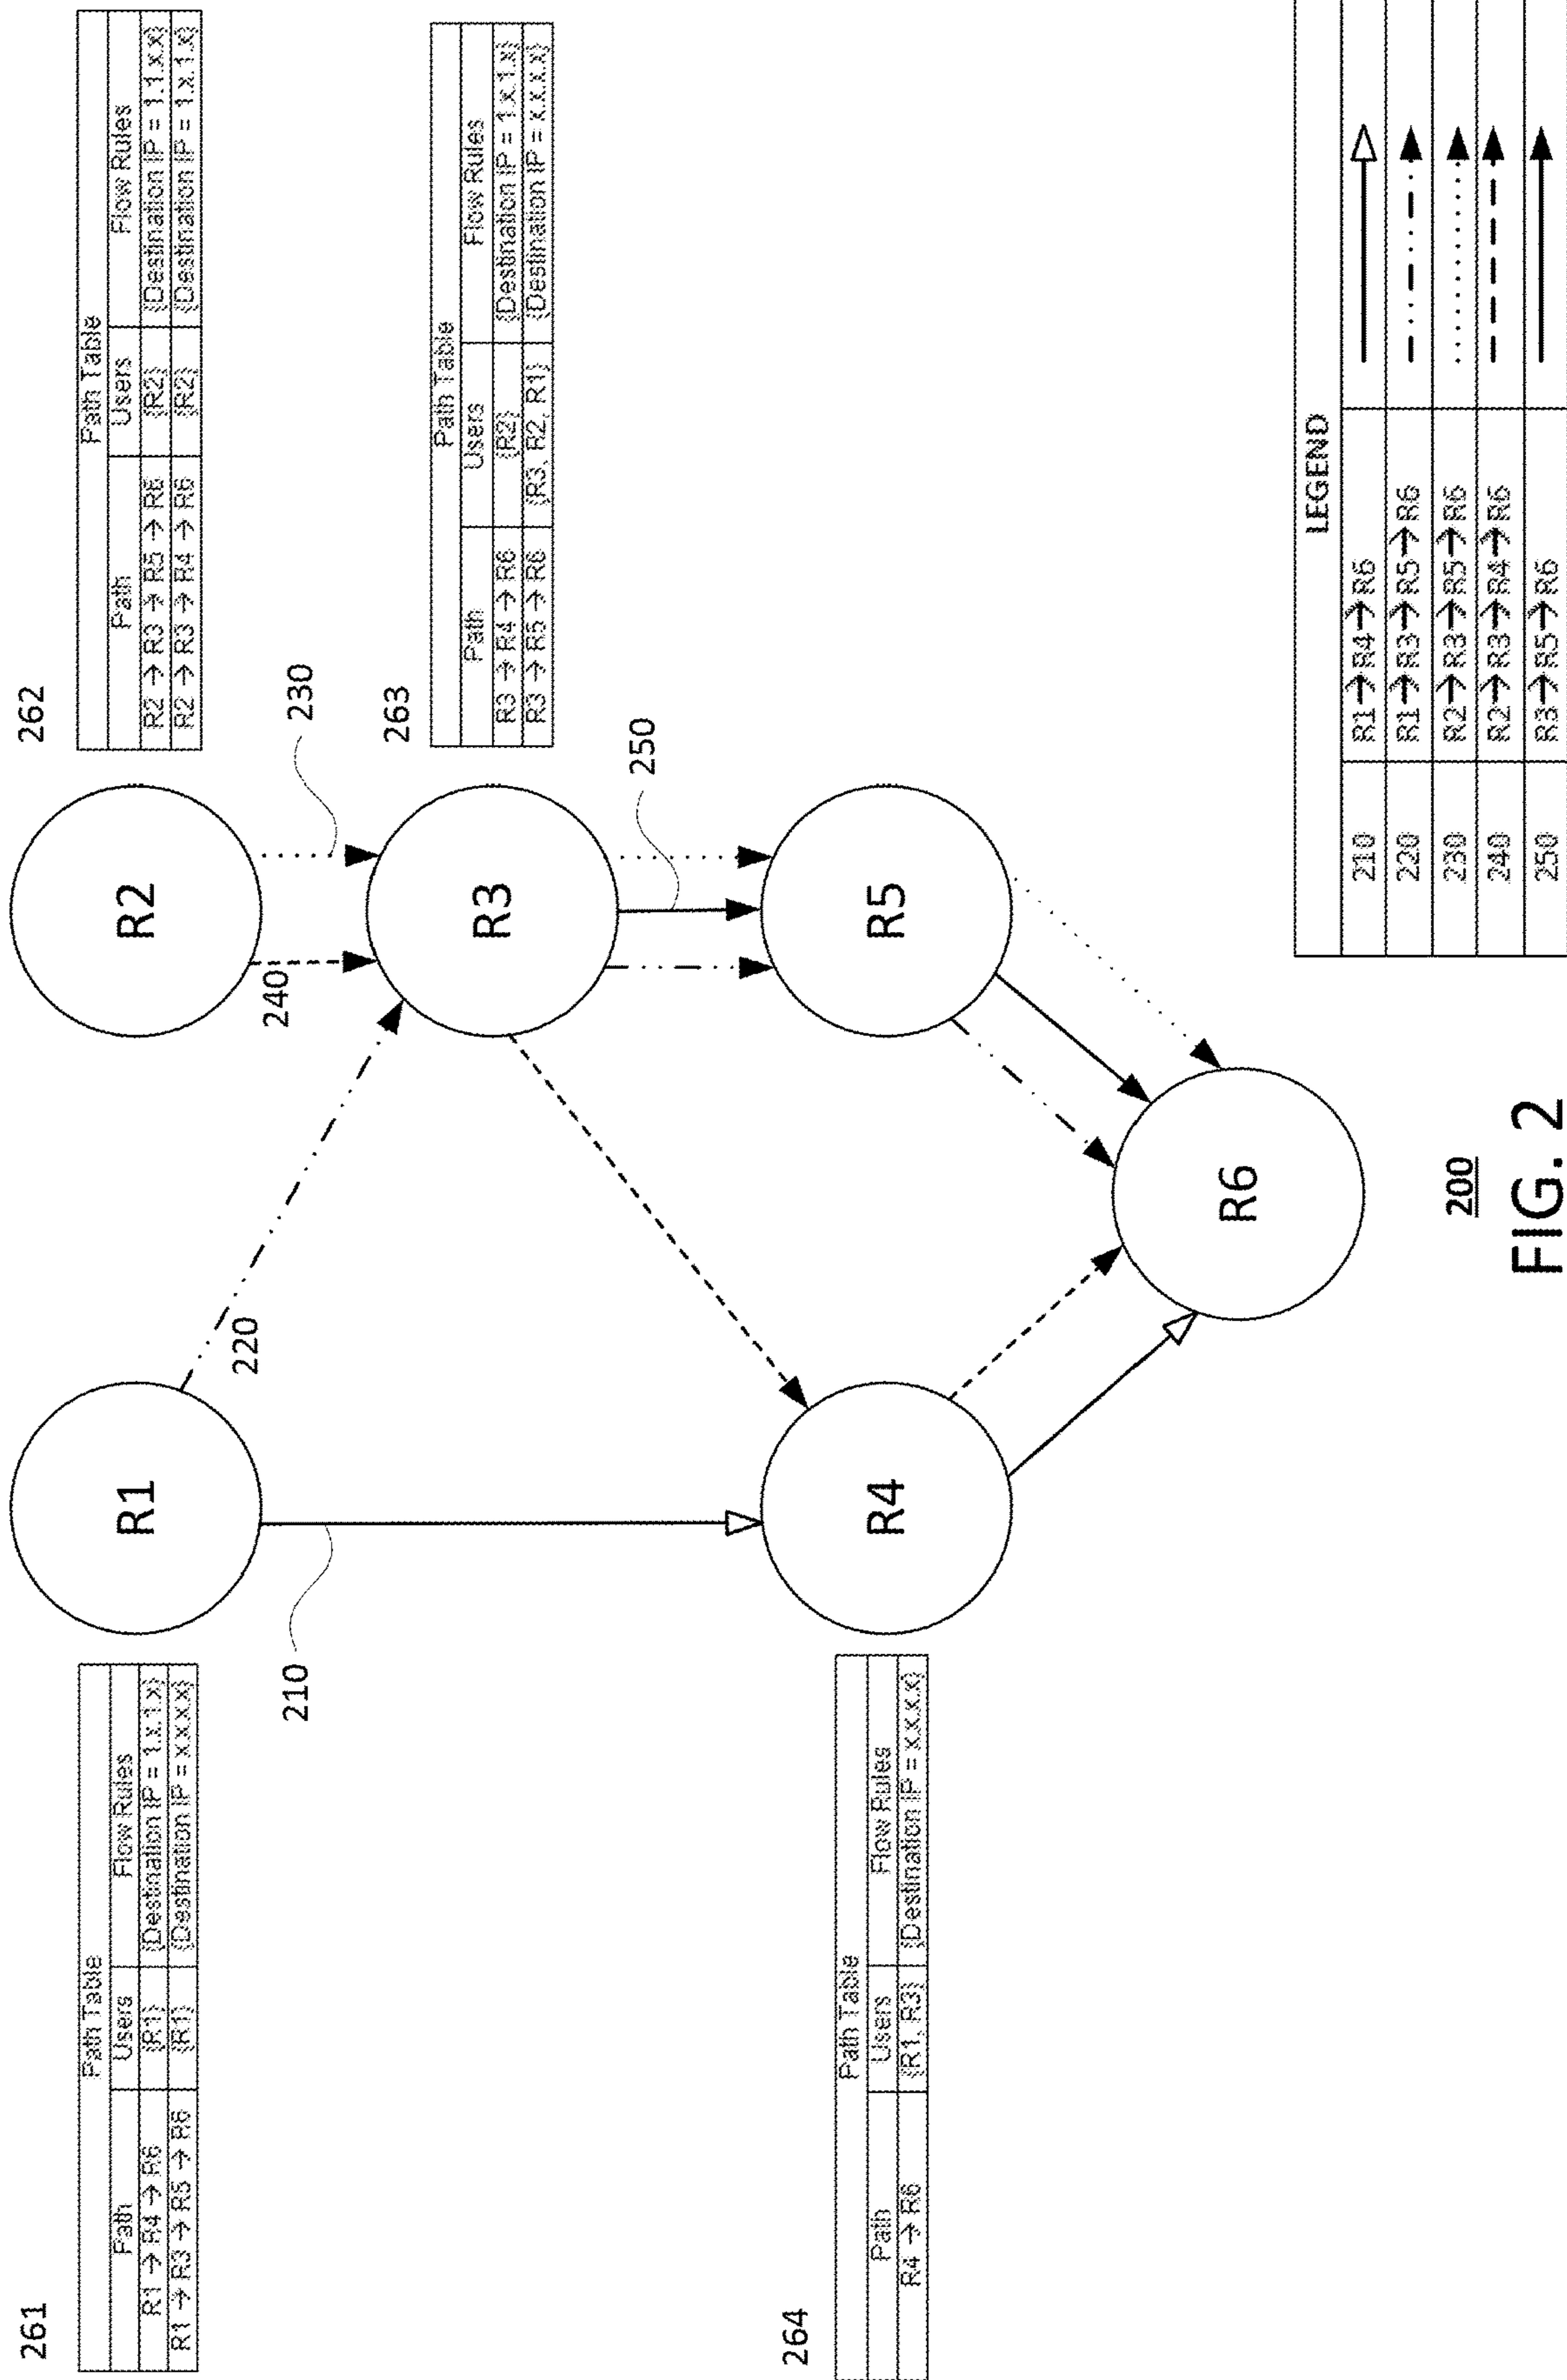 261
Path Table
Path Users Flow Rules
R1 → R4 → R6 {R1} {Destination IP = 1.x.1.x}
R1 → R3 → R5 → R6 {R1} {Destination IP = x.x.x.x}
R1
R2
262
Path Table
Path Users Flow Rules
R2 → R3 → R5 → R6 {R2} {Destination IP = 1.1.x.x}
R2 → R3 → R4 → R6 {R2} {Destination IP = 1.x.1.x}
210
220
240
230
R3
263
Path Table
Path Users Flow Rules
R3 → R4 → R6 {R2} {Destination IP = 1.x.1.x}
R3 → R5 → R6 {R3, R2, R1} {Destination IP = x.x.x.x}
250
264
Path Table
Path Users Flow Rules
R4 → R6 {R1, R3} {Destination IP = x.x.x.x}
R4
R5
R6
LEGEND
210 R1→R4→R6
220 R1→R3→R5→R6
230 R2→R3→R5→R6
240 R2→R3→R4→R6
250 R3→R5→R6
200
FIG. 2